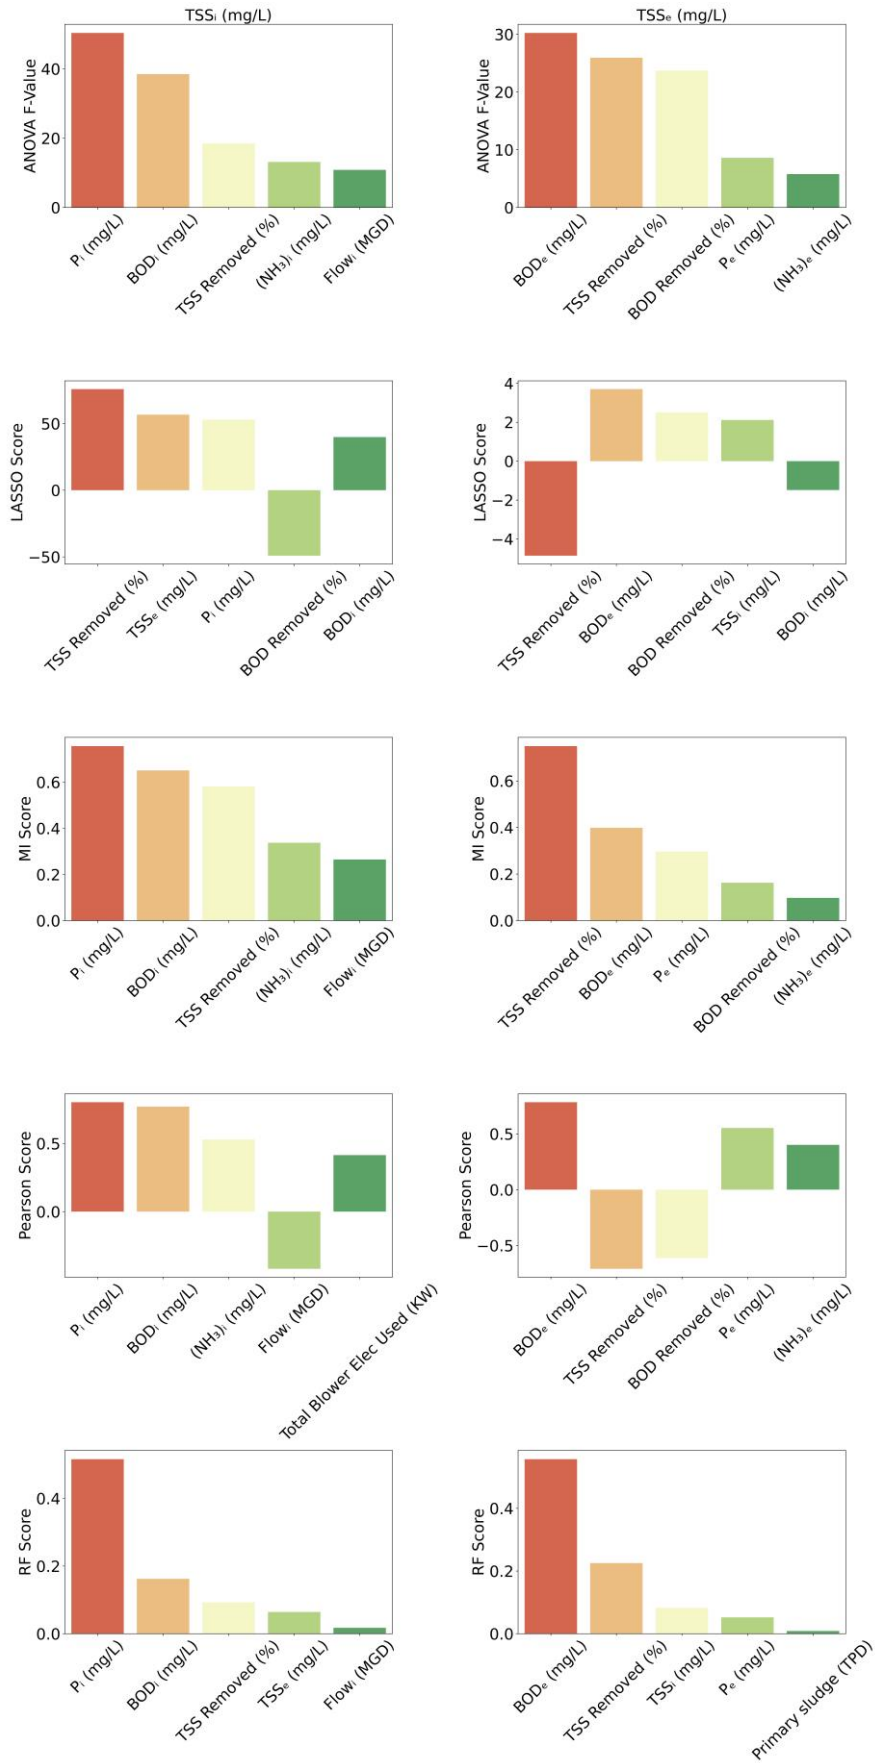 TSSᵢ (mg/L)
ANOVA F-Value
40
20
0
Pᵢ (mg/L)
BODᵢ (mg/L)
TSS Removed (%)
(NH₃)ᵢ (mg/L)
Flowᵢ (MGD)
TSSₑ (mg/L)
ANOVA F-Value
30
20
10
0
BODₑ (mg/L)
TSS Removed (%)
BOD Removed (%)
Pₑ (mg/L)
(NH₃)ₑ (mg/L)
LASSO Score
50
0
−50
TSS Removed (%)
TSSₑ (mg/L)
Pᵢ (mg/L)
BOD Removed (%)
BODᵢ (mg/L)
LASSO Score
4
2
0
−2
−4
TSS Removed (%)
BODₑ (mg/L)
BOD Removed (%)
TSSᵢ (mg/L)
BODᵢ (mg/L)
MI Score
0.6
0.4
0.2
0.0
Pᵢ (mg/L)
BODᵢ (mg/L)
TSS Removed (%)
(NH₃)ᵢ (mg/L)
Flowᵢ (MGD)
MI Score
0.6
0.4
0.2
0.0
TSS Removed (%)
BODₑ (mg/L)
Pₑ (mg/L)
BOD Removed (%)
(NH₃)ₑ (mg/L)
Pearson Score
0.5
0.0
Pᵢ (mg/L)
BODᵢ (mg/L)
(NH₃)ᵢ (mg/L)
Flowᵢ (MGD)
Total Blower Elec Used (KW)
Pearson Score
0.5
0.0
−0.5
BODₑ (mg/L)
TSS Removed (%)
BOD Removed (%)
Pₑ (mg/L)
(NH₃)ₑ (mg/L)
RF Score
0.4
0.2
0.0
Pᵢ (mg/L)
BODᵢ (mg/L)
TSS Removed (%)
TSSₑ (mg/L)
Flowᵢ (MGD)
RF Score
0.4
0.2
0.0
BODₑ (mg/L)
TSS Removed (%)
TSSᵢ (mg/L)
Pₑ (mg/L)
Primary sludge (TPD)